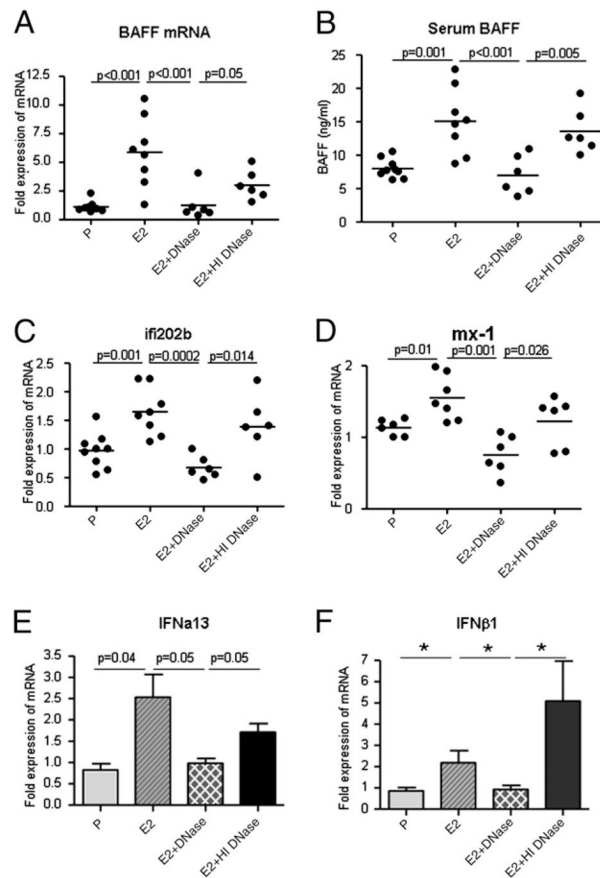 A
BAFF mRNA
p<0.001 p<0.001 p=0.05
Fold expression of mRNA
12.5
10.0
7.5
5.0
2.5
0.0
P E2 E2+DNase E2+HI DNase
B
Serum BAFF
p=0.001 p<0.001 p=0.005
BAFF (ng/ml)
25
20
15
10
5
0
P E2 E2+DNase E2+HI DNase
C
ifi202b
p=0.001 p=0.0002 p=0.014
Fold expression of mRNA
2.5
2.0
1.5
1.0
0.5
0.0
P E2 E2+DNase E2+HI DNase
D
mx-1
p=0.01 p=0.001 p=0.026
Fold expression of mRNA
2
1
0
P E2 E2+DNase E2+HI DNase
E
IFNa13
p=0.04 p=0.05 p=0.05
Fold expression of mRNA
3.5
3.0
2.5
2.0
1.5
1.0
0.5
0.0
P E2 E2+DNase E2+HI DNase
F
IFNβ1
* * *
Fold expression of mRNA
7
6
5
4
3
2
1
0
P E2 E2+DNase E2+HI DNase